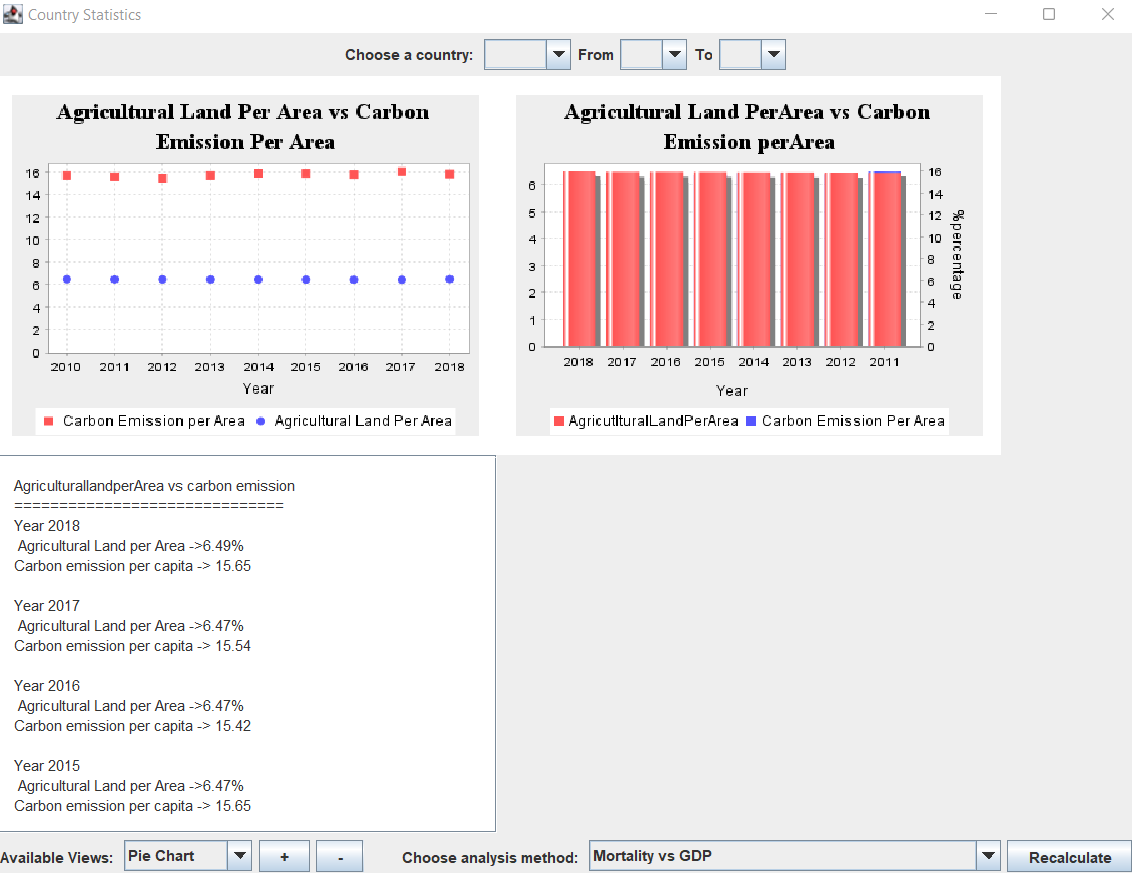 Country Statistics
Choose a country: From To
Agricultural Land Per Area vs Carbon
Emission Per Area
16
14
12
10
8
6
4
2
0
2010 2011 2012 2013 2014 2015 2016 2017 2018
Year
Carbon Emission per Area Agricultural Land Per Area
Agricultural Land PerArea vs Carbon
Emission perArea
6
5
4
3
2
1
0
16
14
12
10
8
6
4
2
0
%percentage
2018 2017 2016 2015 2014 2013 2012 2011
Year
AgricutlturalLandPerArea Carbon Emission Per Area
AgriculturallandperArea vs carbon emission
==============================
Year 2018
Agricultural Land per Area ->6.49%
Carbon emission per capita -> 15.65
Year 2017
Agricultural Land per Area ->6.47%
Carbon emission per capita -> 15.54
Year 2016
Agricultural Land per Area ->6.47%
Carbon emission per capita -> 15.42
Year 2015
Agricultural Land per Area ->6.47%
Carbon emission per capita -> 15.65
Available Views: Pie Chart + - Choose analysis method: Mortality vs GDP Recalculate